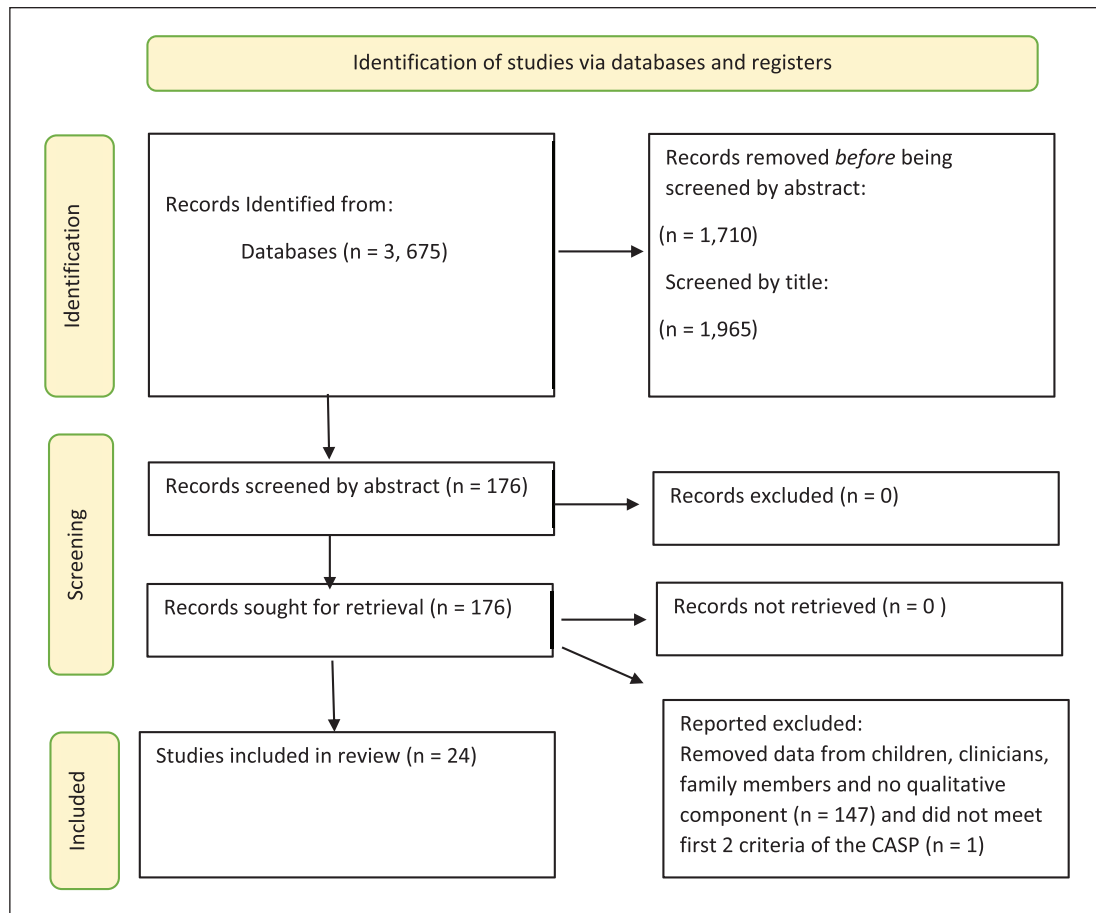 Identification of studies via databases and registers
Identification
Records Identified from:
Databases (n = 3, 675)
Records removed before being
screened by abstract:
(n = 1,710)
Screened by title:
(n = 1,965)
Screening
Records screened by abstract (n = 176)
Records excluded (n = 0)
Records sought for retrieval (n = 176)
Records not retrieved (n = 0 )
Reported excluded:
Removed data from children, clinicians,
family members and no qualitative
component (n = 147) and did not meet
first 2 criteria of the CASP (n = 1)
Included
Studies included in review (n = 24)